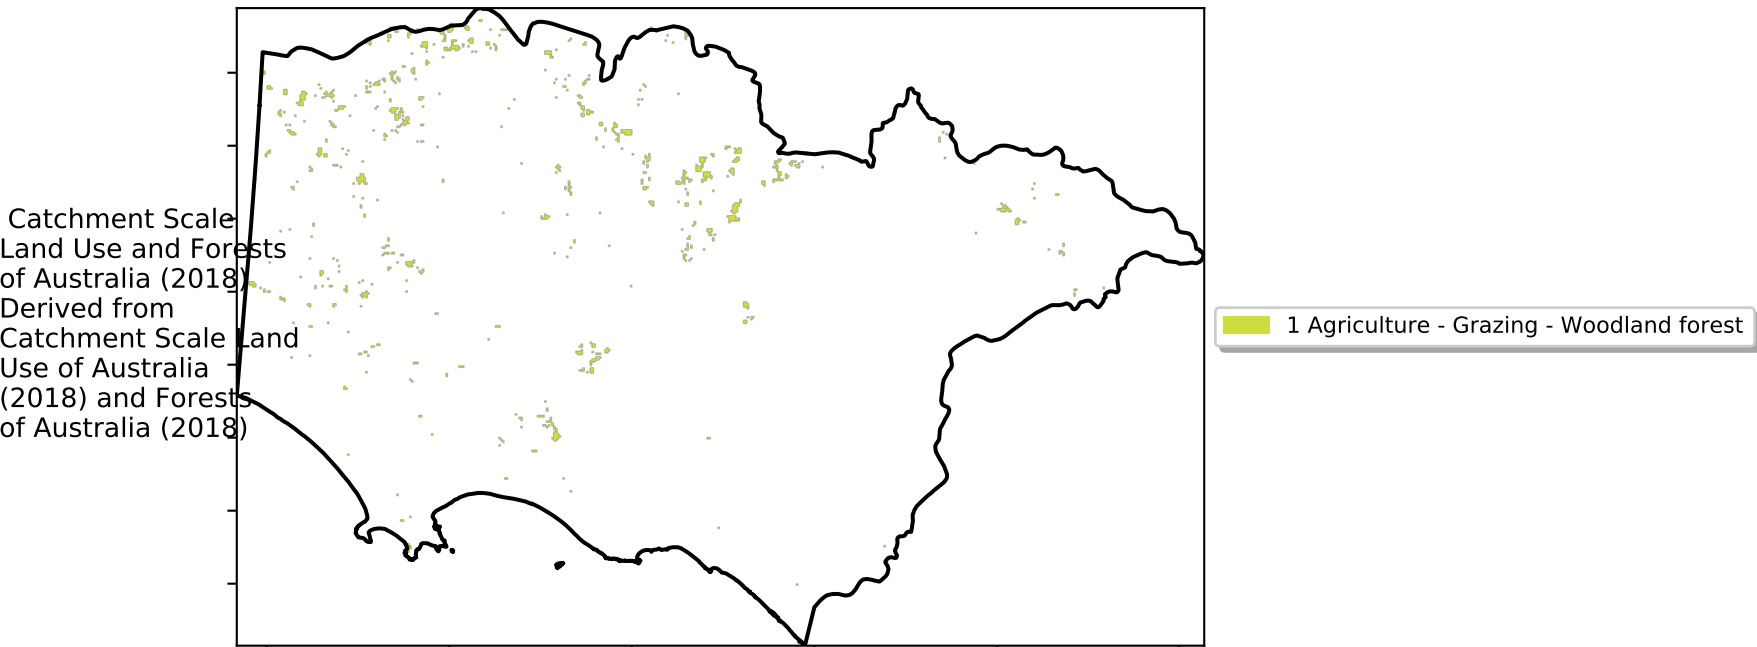 Catchment Scale
Land Use and Forests
of Australia (2018)
Derived from
Catchment Scale Land
Use of Australia
(2018) and Forests
of Australia (2018)
1 Agriculture - Grazing - Woodland forest